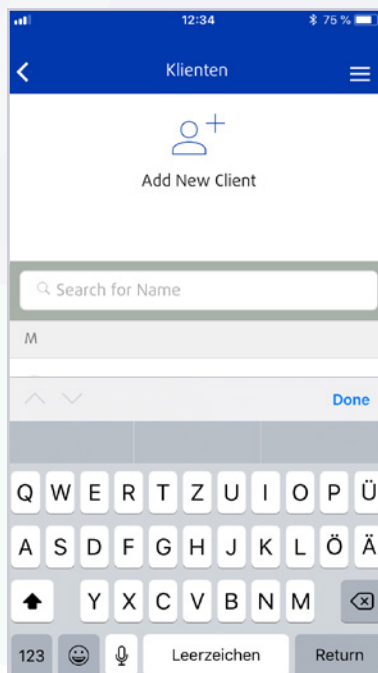 12:34 75 %
Klienten
Add New Client
Search for Name
M
Done
Q W E R T Z U I O P Ü
A S D F G H J K L Ö Ä
Y X C V B N M
123 Leerzeichen Return